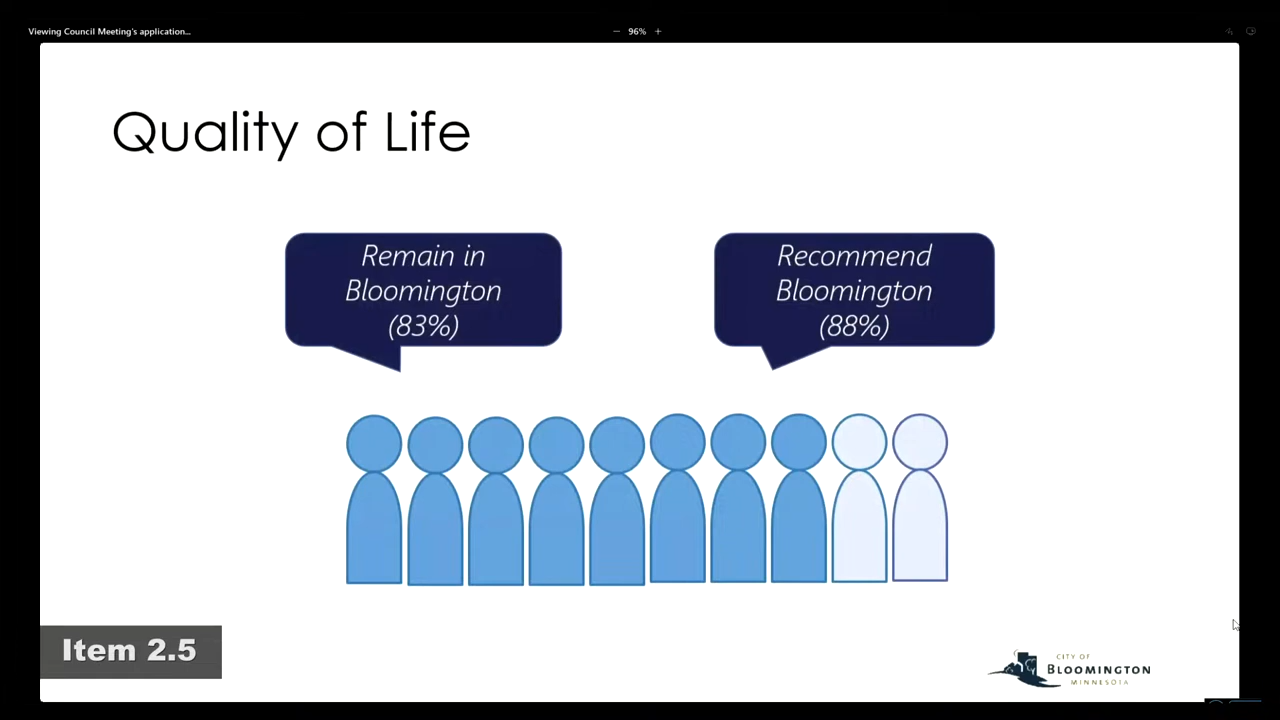 Viewing Council Meeting's application...
− 96% +
Quality of Life
Remain in
Bloomington
(83%)
Recommend
Bloomington
(88%)
Item 2.5
CITY OF
BLOOMINGTON
MINNESOTA